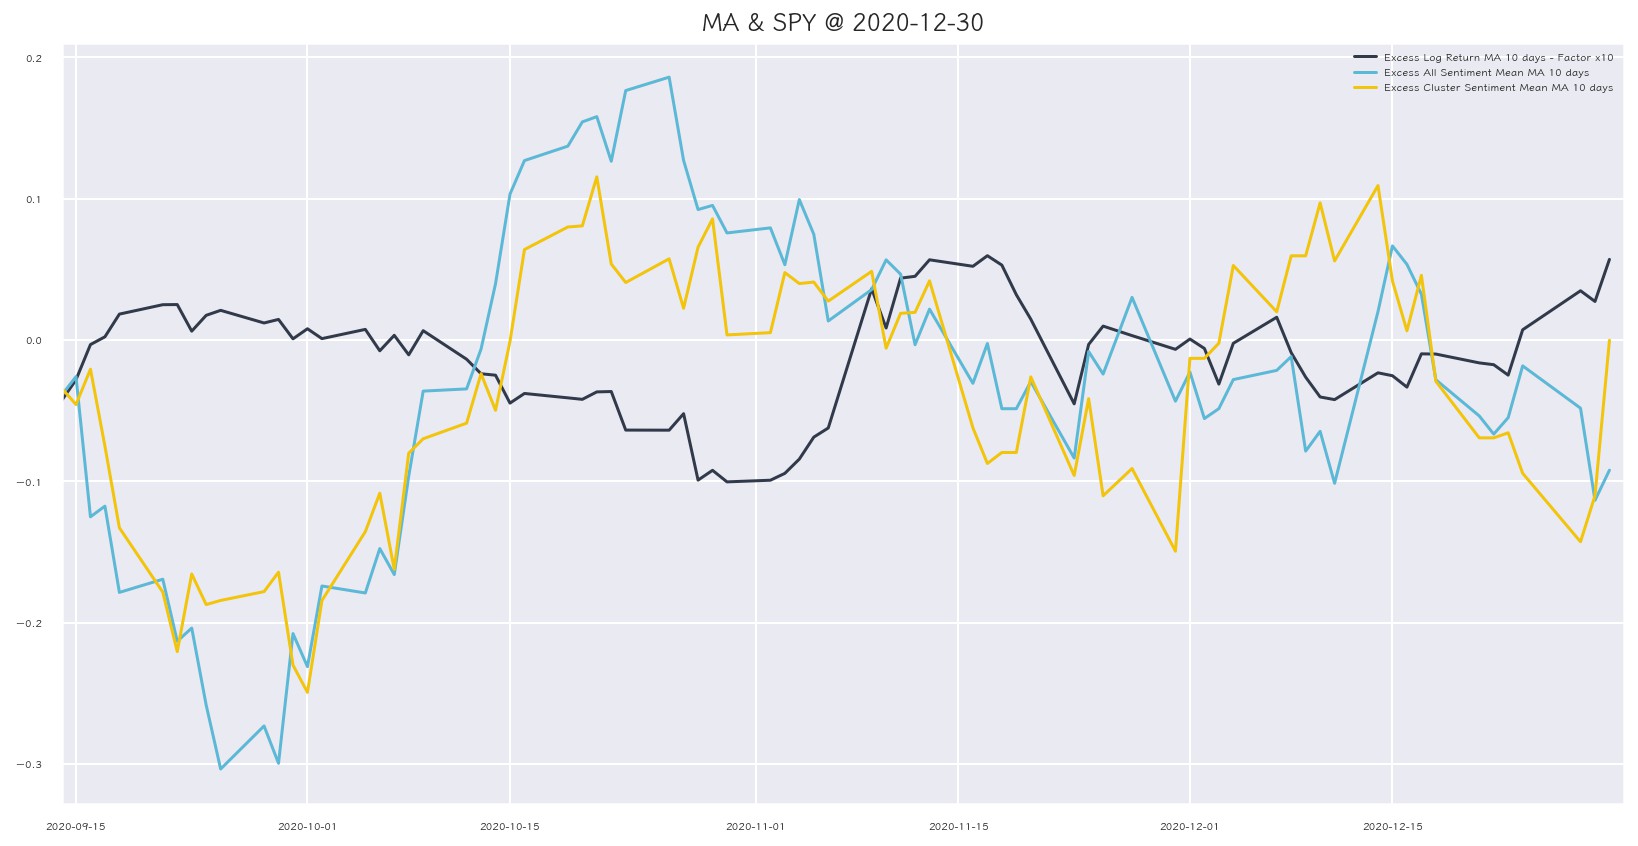 MA & SPY @ 2020-12-30
Excess Log Return MA 10 days - Factor x10
Excess All Sentiment Mean MA 10 days
Excess Cluster Sentiment Mean MA 10 days
0.2
0.1
0.0
−0.1
−0.2
−0.3
2020-09-15 2020-10-01 2020-10-15 2020-11-01 2020-11-15 2020-12-01 2020-12-15